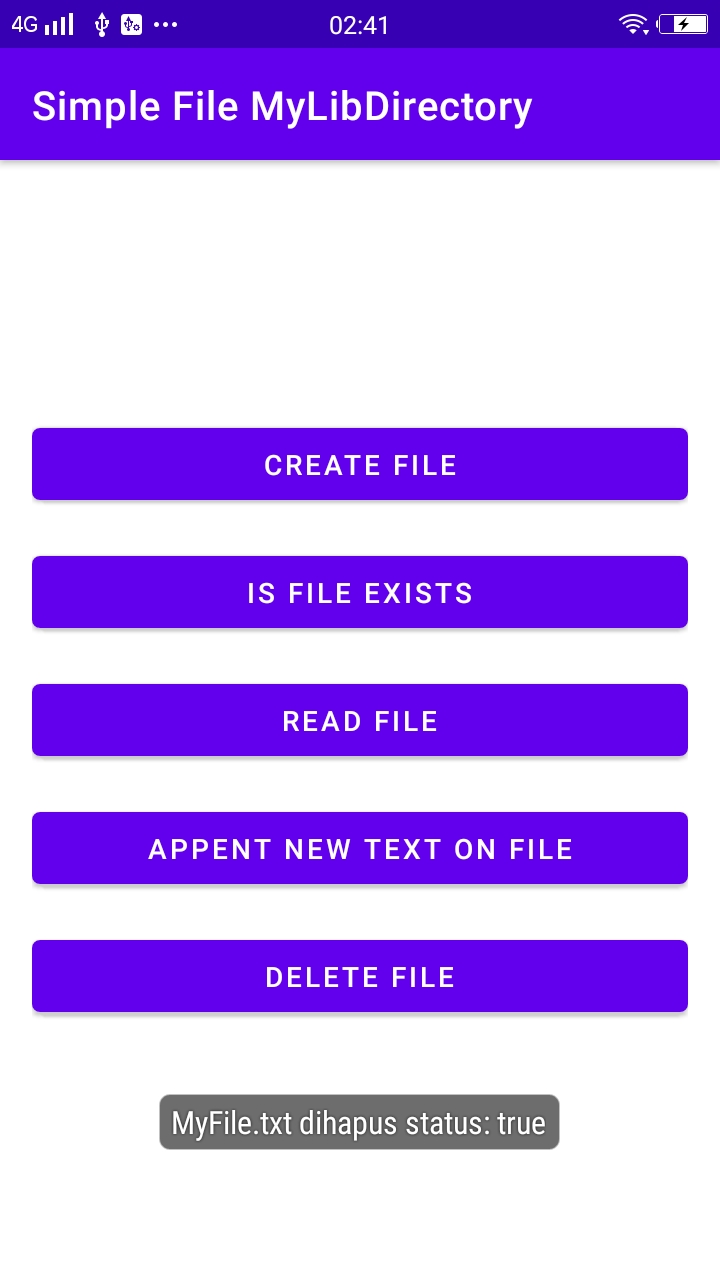 4G 02:41
Simple File MyLibDirectory
CREATE FILE
IS FILE EXISTS
READ FILE
APPENT NEW TEXT ON FILE
DELETE FILE
MyFile.txt dihapus status: true